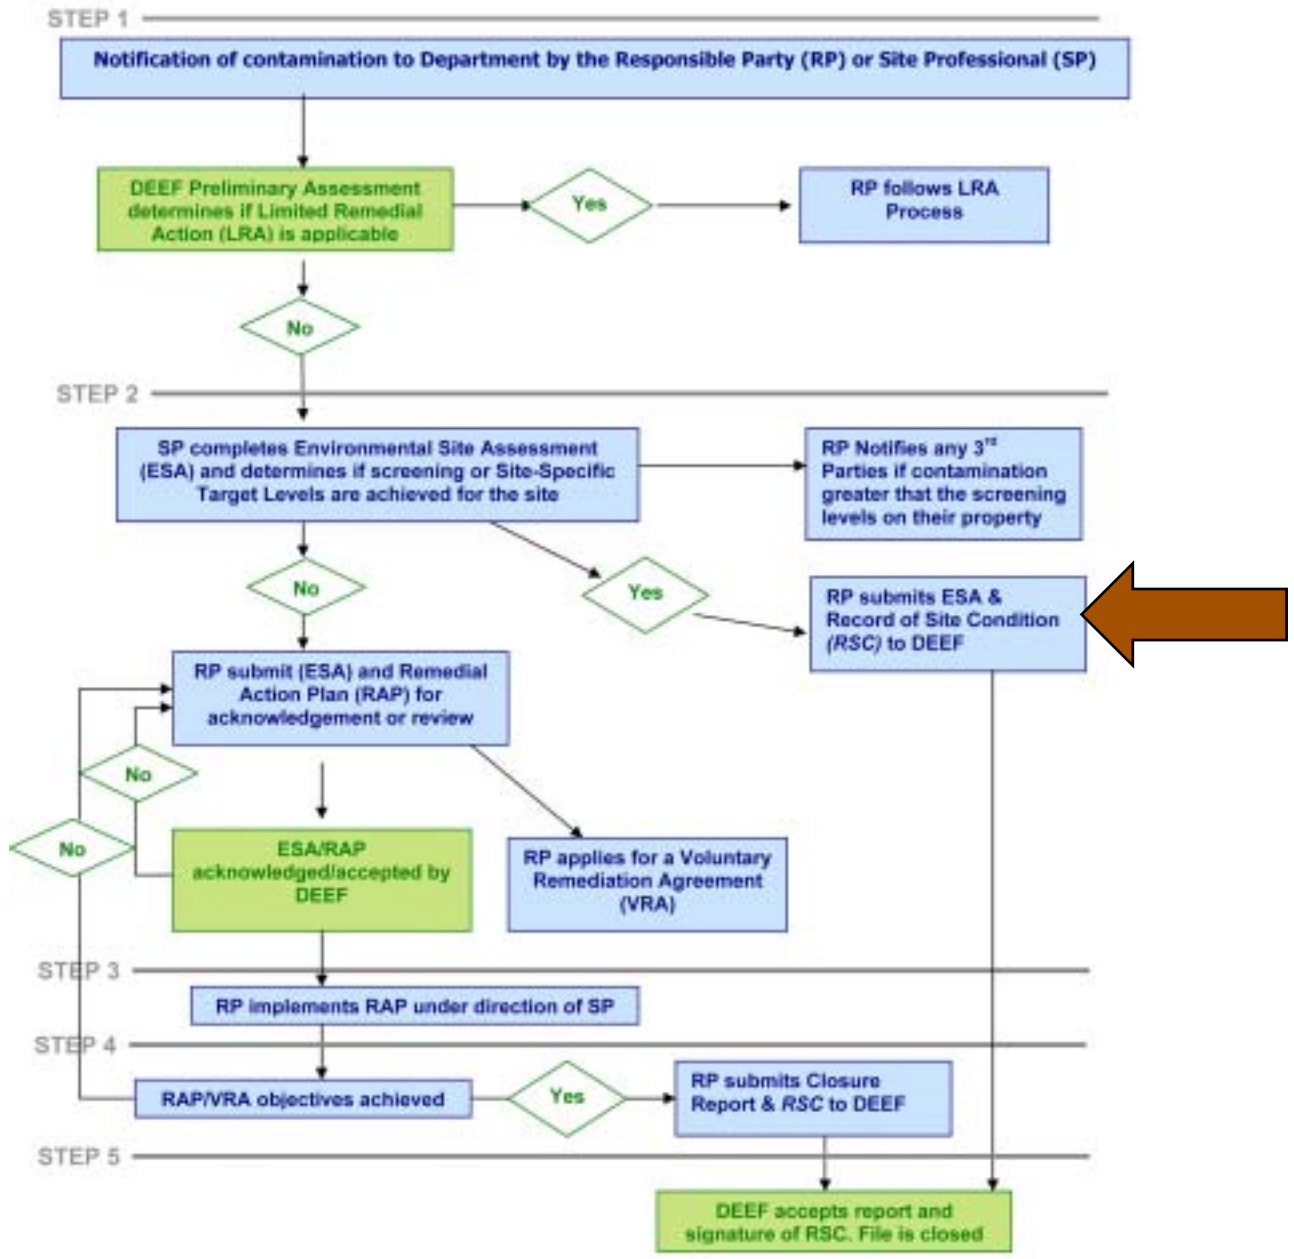 STEP 1
Notification of contamination to Department by the Responsible Party (RP) or Site Professional (SP)
DEEF Preliminary Assessment
determines if Limited Remedial
Action (LRA) is applicable
Yes
RP follows LRA
Process
No
STEP 2
SP completes Environmental Site Assessment
(ESA) and determines if screening or Site-Specific
Target Levels are achieved for the site
RP Notifies any 3rd
Parties if contamination
greater that the screening
levels on their property
No
Yes
RP submits ESA &
Record of Site Condition
(RSC) to DEEF
RP submit (ESA) and Remedial
Action Plan (RAP) for
acknowledgement or review
No
No
ESA/RAP
acknowledged/accepted by
DEEF
RP applies for a Voluntary
Remediation Agreement
(VRA)
STEP 3
RP implements RAP under direction of SP
STEP 4
RAP/VRA objectives achieved
Yes
RP submits Closure
Report & RSC to DEEF
STEP 5
DEEF accepts report and
signature of RSC. File is closed